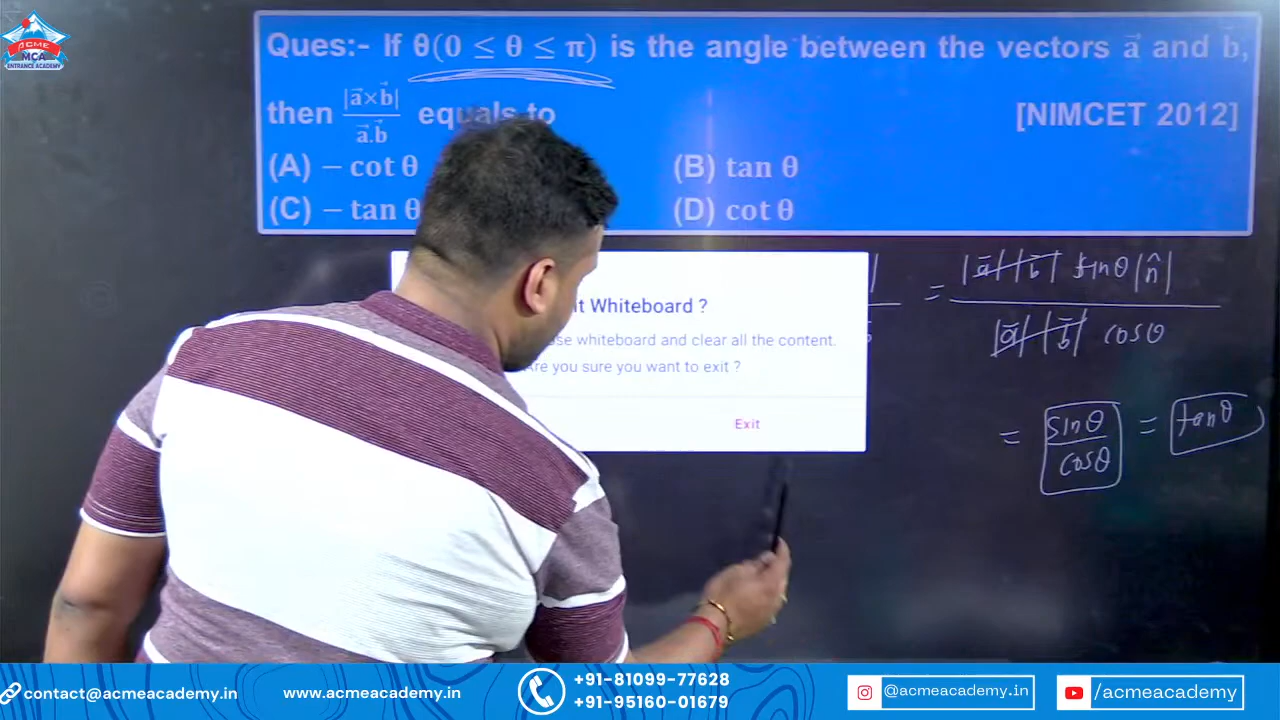 ACME
MCA
ENTRANCE ACADEMY
Ques:- If θ(0 ≤ θ ≤ π) is the angle between the vectors a⃗ and b⃗,
then |a⃗×b⃗| / a⃗.b⃗ equals to [NIMCET 2012]
(A) − cot θ (B) tan θ
(C) − tan θ (D) cot θ
it Whiteboard ?
se whiteboard and clear all the content.
Are you sure you want to exit ?
Exit
= |a̅||b̅| sinθ|n̂| / |a̅||b̅| cosθ
= sinθ / cosθ = tanθ
contact@acmeacademy.in
www.acmeacademy.in
+91-81099-77628
+91-95160-01679
@acmeacademy.in
/acmeacademy